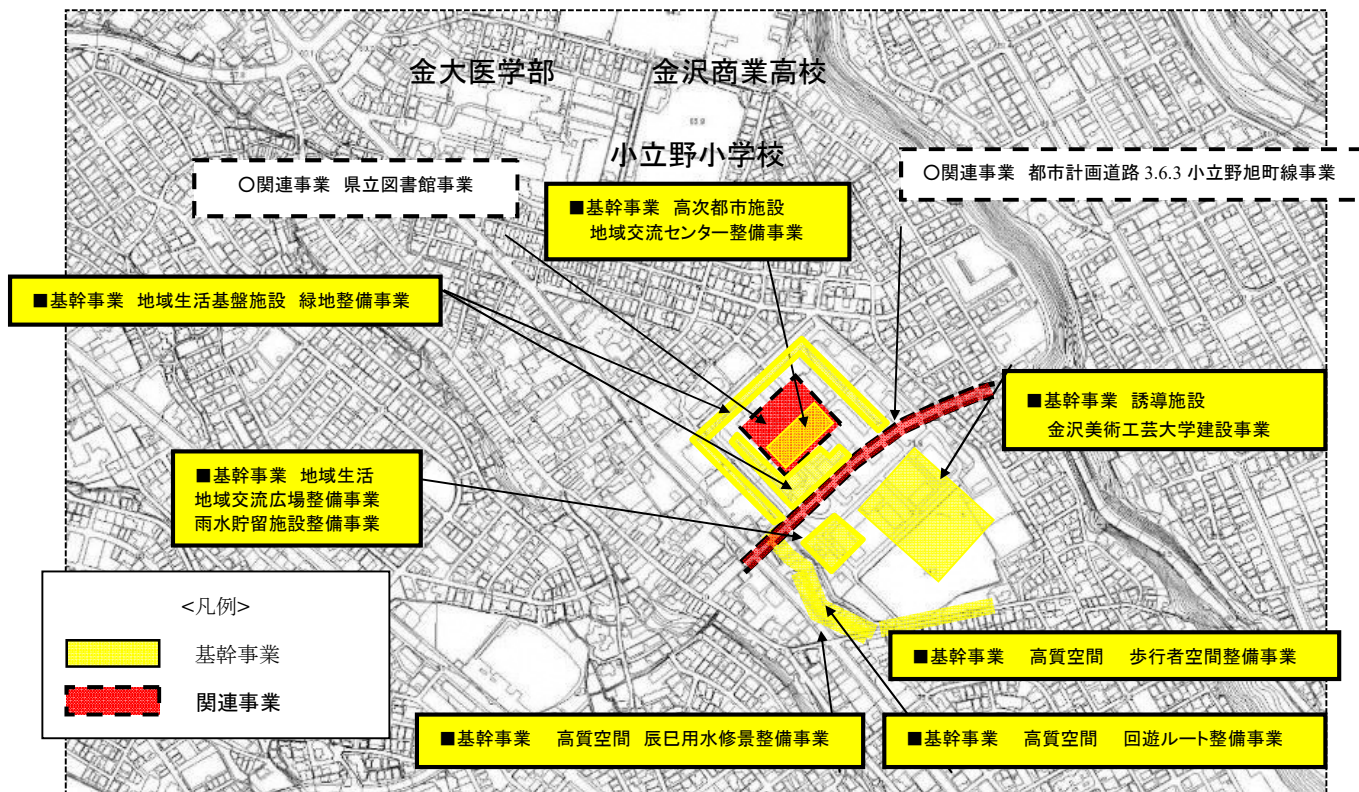 金大医学部
金沢商業高校
小立野小学校
○関連事業 県立図書館事業
○関連事業 都市計画道路 3.6.3 小立野旭町線事業
■基幹事業 高次都市施設
地域交流センター整備事業
■基幹事業 地域生活基盤施設 緑地整備事業
■基幹事業 誘導施設
金沢美術工芸大学建設事業
■基幹事業 地域生活
地域交流広場整備事業
雨水貯留施設整備事業
<凡例>
基幹事業
関連事業
■基幹事業 高質空間 歩行者空間整備事業
■基幹事業 高質空間 辰巳用水修景整備事業
■基幹事業 高質空間 回遊ルート整備事業